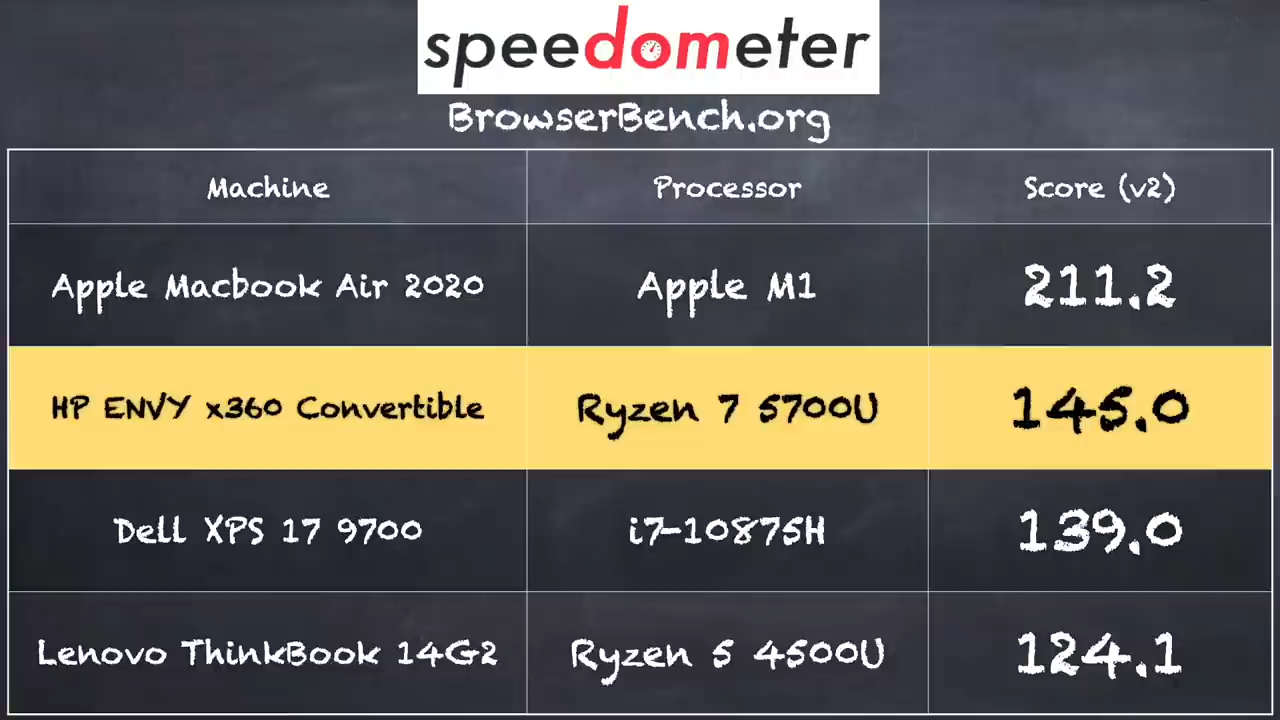 speedometer
BrowserBench.org
Machine Processor Score (v2)
Apple Macbook Air 2020 Apple M1 211.2
HP ENVY x360 Convertible Ryzen 7 5700U 145.0
Dell XPS 17 9700 i7-10875H 139.0
Lenovo ThinkBook 14G2 Ryzen 5 4500U 124.1